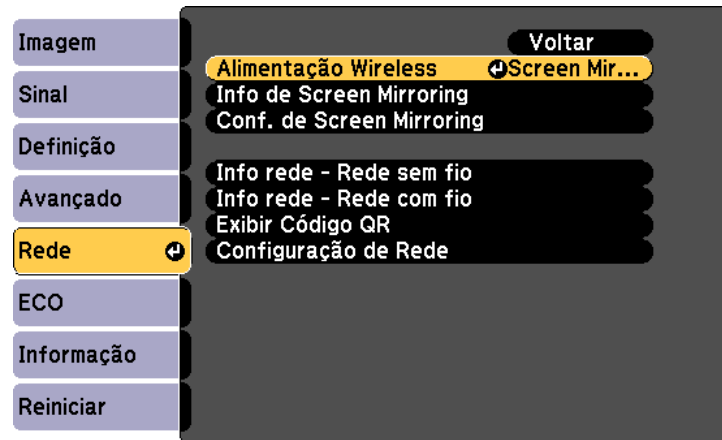 Imagem
Sinal
Definição
Avançado
Rede
ECO
Informação
Reiniciar
Voltar
Alimentação Wireless Screen Mir...
Info de Screen Mirroring
Conf. de Screen Mirroring
Info rede - Rede sem fio
Info rede - Rede com fio
Exibir Código QR
Configuração de Rede